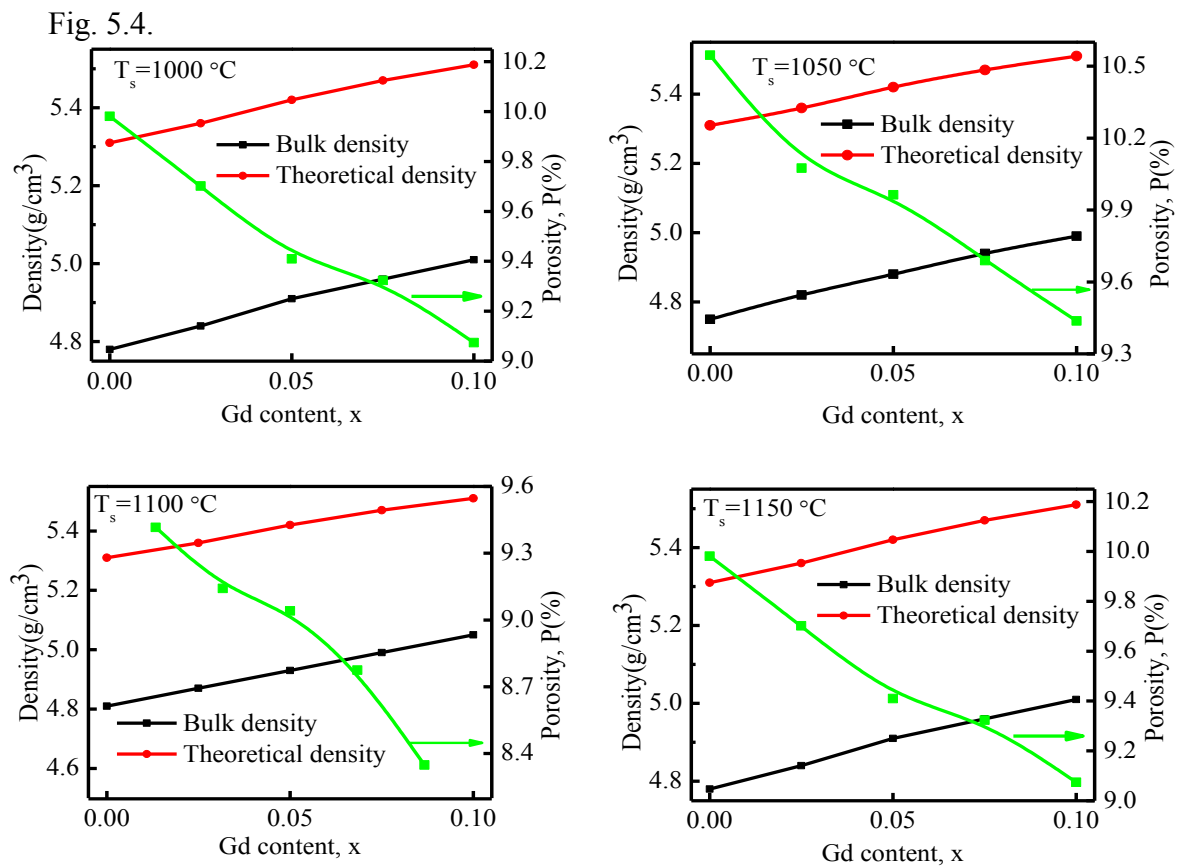 Fig. 5.4.
T_s=1000 °C
Bulk density
Theoretical density
Density(g/cm³)
5.4
5.2
5.0
4.8
10.2
10.0
9.8
9.6
9.4
9.2
9.0
Porosity, P(%)
0.00 0.05 0.10
Gd content, x
T_s=1050 °C
Bulk density
Theoretical density
Density(g/cm³)
5.4
5.2
5.0
4.8
10.5
10.2
9.9
9.6
9.3
Porosity, P(%)
0.00 0.05 0.10
Gd content, x
T_s=1100 °C
Bulk density
Theoretical density
Density(g/cm³)
5.4
5.2
5.0
4.8
4.6
9.6
9.3
9.0
8.7
8.4
Porosity, P(%)
0.00 0.05 0.10
Gd content, x
T_s=1150 °C
Bulk density
Theoretical density
Density(g/cm³)
5.4
5.2
5.0
4.8
10.2
10.0
9.8
9.6
9.4
9.2
9.0
Porosity, P(%)
0.00 0.05 0.10
Gd content, x